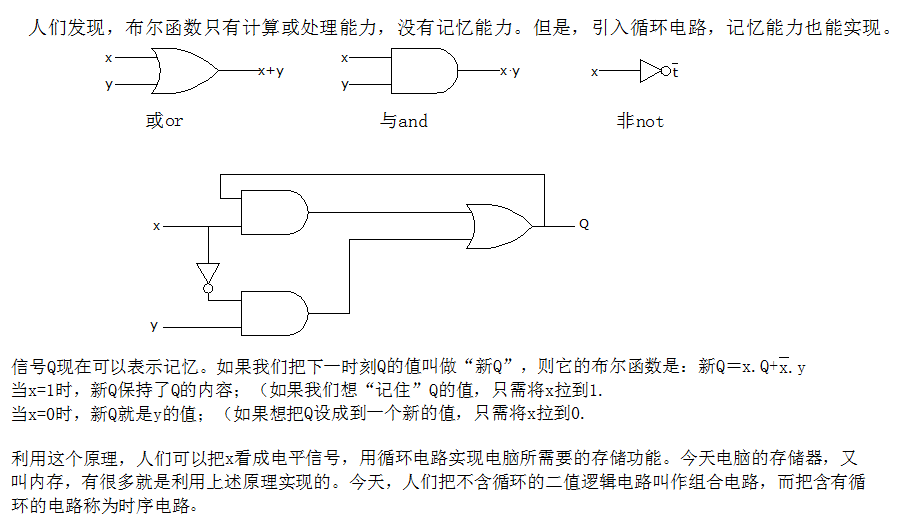 人们发现，布尔函数只有计算或处理能力，没有记忆能力。但是，引入循环电路，记忆能力也能实现。
x
y
x+y
x
y
x·y
x
t̅
或or
与and
非not
x
Q
y
信号Q现在可以表示记忆。如果我们把下一时刻Q的值叫做“新Q”，则它的布尔函数是：新Q＝x.Q+x̅.y
当x=1时，新Q保持了Q的内容；（如果我们想“记住”Q的值，只需将x拉到1.
当x=0时，新Q就是y的值；（如果想把Q设成到一个新的值，只需将x拉到0.
利用这个原理，人们可以把x看成电平信号，用循环电路实现电脑所需要的存储功能。今天电脑的存储器，又
叫内存，有很多就是利用上述原理实现的。今天，人们把不含循环的二值逻辑电路叫作组合电路，而把含有循
环的电路称为时序电路。